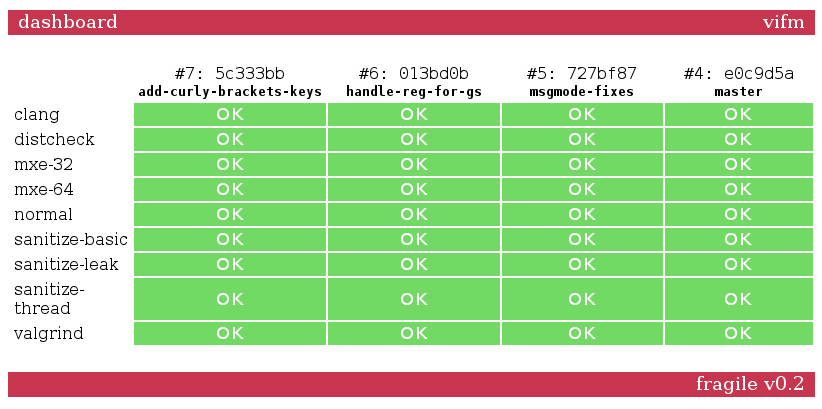 dashboard vifm
#7: 5c333bb #6: 013bd0b #5: 727bf87 #4: e0c9d5a
add-curly-brackets-keys handle-reg-for-gs msgmode-fixes master
clang OK OK OK OK
distcheck OK OK OK OK
mxe-32 OK OK OK OK
mxe-64 OK OK OK OK
normal OK OK OK OK
sanitize-basic OK OK OK OK
sanitize-leak OK OK OK OK
sanitize-
thread OK OK OK OK
valgrind OK OK OK OK
fragile v0.2